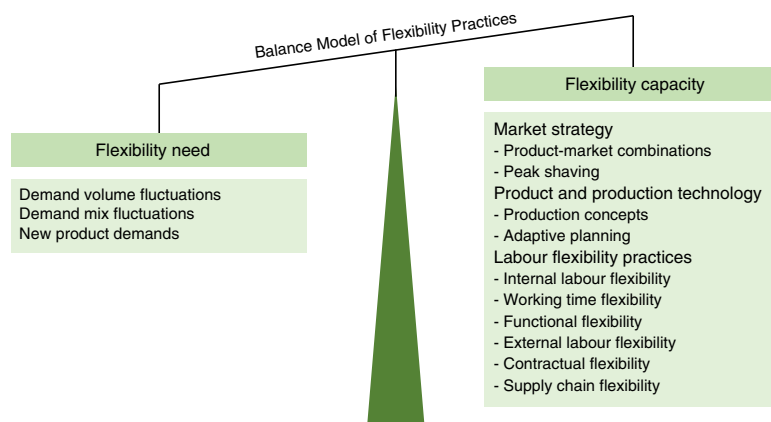 Balance Model of Flexibility Practices
Flexibility need
Demand volume fluctuations
Demand mix fluctuations
New product demands
Flexibility capacity
Market strategy
- Product-market combinations
- Peak shaving
Product and production technology
- Production concepts
- Adaptive planning
Labour flexibility practices
- Internal labour flexibility
- Working time flexibility
- Functional flexibility
- External labour flexibility
- Contractual flexibility
- Supply chain flexibility